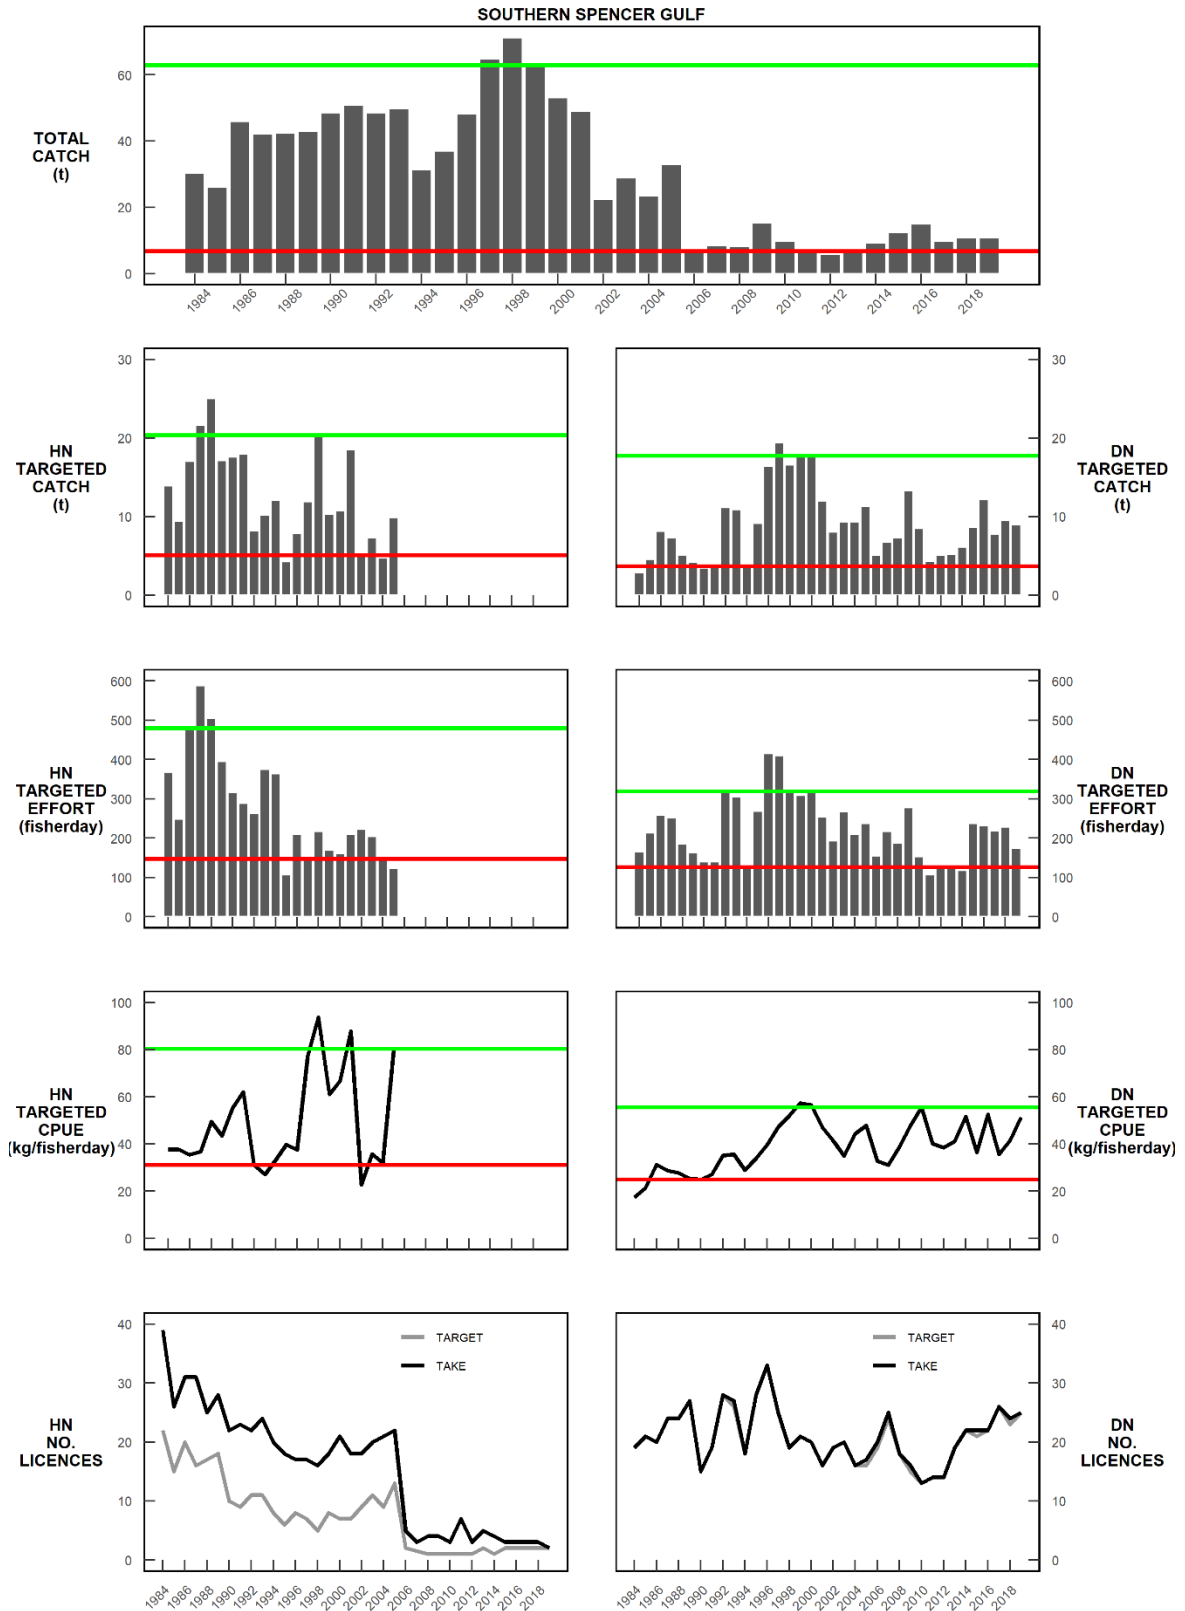 SOUTHERN SPENCER GULF
TOTAL
CATCH
(t)
60
40
20
0
1984 1986 1988 1990 1992 1994 1996 1998 2000 2002 2004 2006 2008 2010 2012 2014 2016 2018
HN
TARGETED
CATCH
(t)
30
20
10
0
30
20
10
0
DN
TARGETED
CATCH
(t)
HN
TARGETED
EFFORT
(fisherday)
600
500
400
300
200
100
0
600
500
400
300
200
100
0
DN
TARGETED
EFFORT
(fisherday)
HN
TARGETED
CPUE
(kg/fisherday)
100
80
60
40
20
0
100
80
60
40
20
0
DN
TARGETED
CPUE
(kg/fisherday)
HN
NO.
LICENCES
40
30
20
10
0
TARGET
TAKE
1984 1986 1988 1990 1992 1994 1996 1998 2000 2002 2004 2006 2008 2010 2012 2014 2016 2018
TARGET
TAKE
40
30
20
10
0
DN
NO.
LICENCES
1984 1986 1988 1990 1992 1994 1996 1998 2000 2002 2004 2006 2008 2010 2012 2014 2016 2018